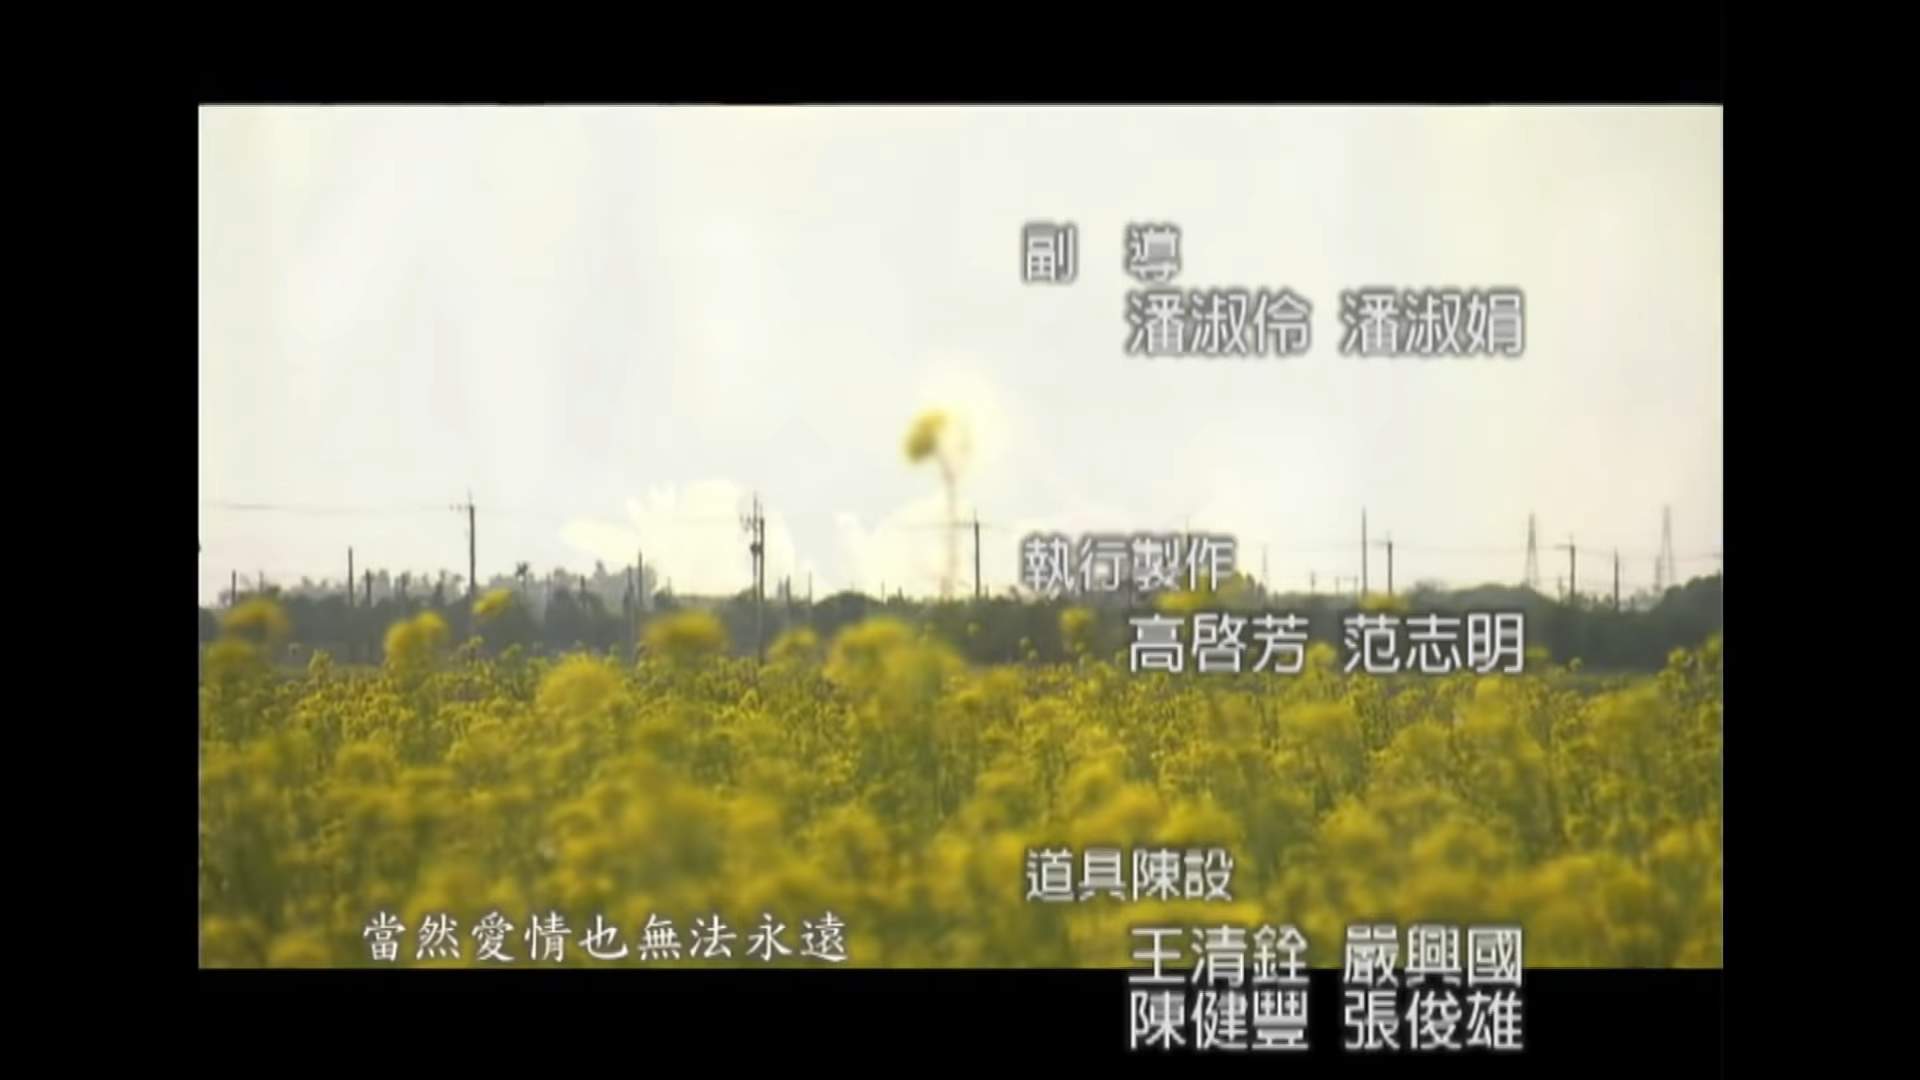 副 導
潘淑伶 潘淑娟
執行製作
高啓芳 范志明
道具陳設
王清銓 嚴興國
陳健豐 張俊雄
當然愛情也無法永遠